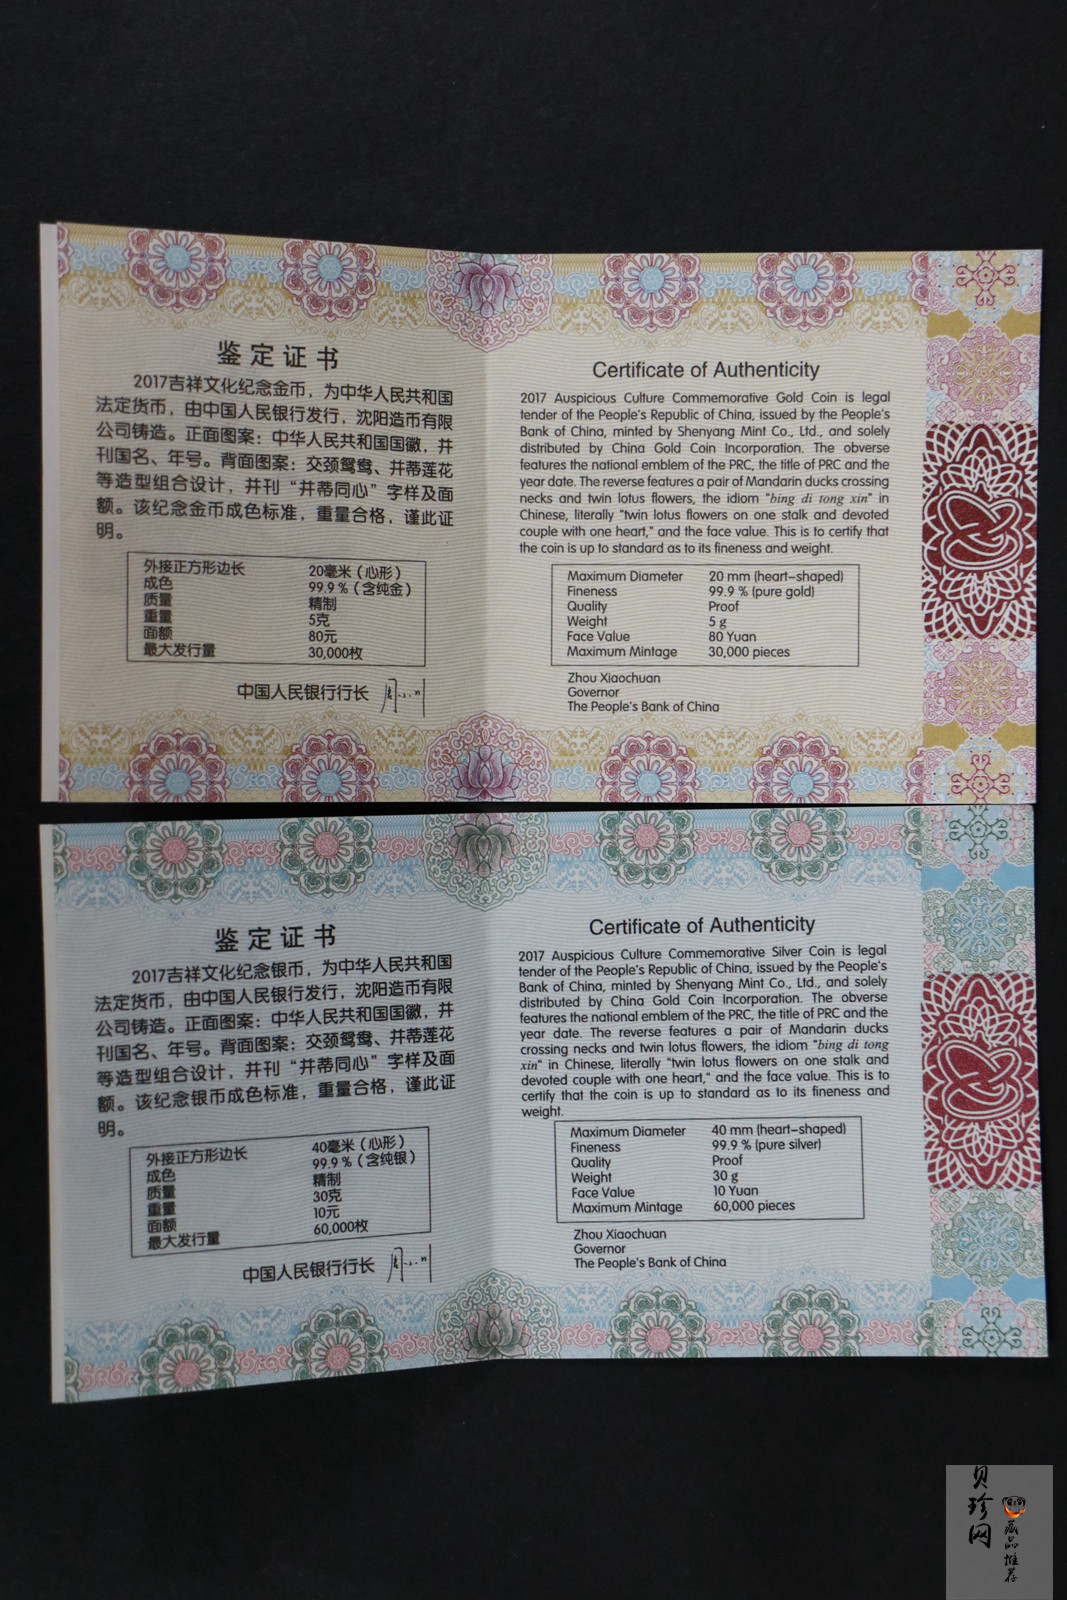 鉴定证书
2017吉祥文化纪念金币，为中华人民共和国
法定货币，由中国人民银行发行，沈阳造币有限
公司铸造。正面图案：中华人民共和国国徽，并
刊国名、年号。背面图案：交颈鸳鸯、并蒂莲花
等造型组合设计，并刊“并蒂同心”字样及面
额。该纪念金币成色标准，重量合格，谨此证
明。
外接正方形边长 20毫米（心形）
成色 99.9％（含纯金）
质量 精制
重量 5克
面额 80元
最大发行量 30,000枚
中国人民银行行长
Certificate of Authenticity
2017 Auspicious Culture Commemorative Gold Coin is legal
tender of the People's Republic of China, issued by the People's
Bank of China, minted by Shenyang Mint Co., Ltd., and solely
distributed by China Gold Coin Incorporation. The obverse
features the national emblem of the PRC, the title of PRC and the
year date. The reverse features a pair of Mandarin ducks crossing
necks and twin lotus flowers, the idiom "bing di tong xin" in
Chinese, literally "twin lotus flowers on one stalk and devoted
couple with one heart," and the face value. This is to certify that
the coin is up to standard as to its fineness and weight.
Maximum Diameter 20 mm (heart-shaped)
Fineness 99.9 % (pure gold)
Quality Proof
Weight 5 g
Face Value 80 Yuan
Maximum Mintage 30,000 pieces
Zhou Xiaochuan
Governor
The People's Bank of China
鉴定证书
2017吉祥文化纪念银币，为中华人民共和国
法定货币，由中国人民银行发行，沈阳造币有限
公司铸造。正面图案：中华人民共和国国徽，并
刊国名、年号。背面图案：交颈鸳鸯、并蒂莲花
等造型组合设计，并刊“并蒂同心”字样及面
额。该纪念银币成色标准，重量合格，谨此证
明。
外接正方形边长 40毫米（心形）
成色 99.9％（含纯银）
质量 精制
重量 30克
面额 10元
最大发行量 60,000枚
中国人民银行行长
Certificate of Authenticity
2017 Auspicious Culture Commemorative Silver Coin is legal
tender of the People's Republic of China, issued by the People's
Bank of China, minted by Shenyang Mint Co., Ltd., and solely
distributed by China Gold Coin Incorporation. The obverse
features the national emblem of the PRC, the title of PRC and the
year date. The reverse features a pair of Mandarin ducks
crossing necks and twin lotus flowers, the idiom "bing di tong
xin" in Chinese, literally "twin lotus flowers on one stalk and
devoted couple with one heart," and the face value. This is to
certify that the coin is up to standard as to its fineness and
weight.
Maximum Diameter 40 mm (heart-shaped)
Fineness 99.9 % (pure silver)
Quality Proof
Weight 30 g
Face Value 10 Yuan
Maximum Mintage 60,000 pieces
Zhou Xiaochuan
Governor
The People's Bank of China
贝珍网
藏品推荐